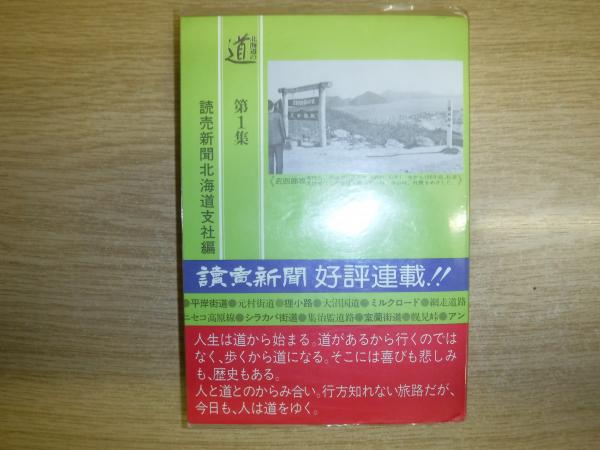 北海道の
道
第1集
読売新聞北海道支社編
讀賣新聞 好評連載!!
●平岸街道●元村街道●狸小路●大沼国道●ミルクロード●網走道路
ニセコ高原線●シラカバ街道●集治監道路●室蘭街道●幌見峠●アン
人生は道から始まる。道があるから行くのでは
なく、歩くから道になる。そこには喜びも悲しみ
も、歴史もある。
人と道とのからみ合い。行方知れない旅路だが、
今日も、人は道をゆく。